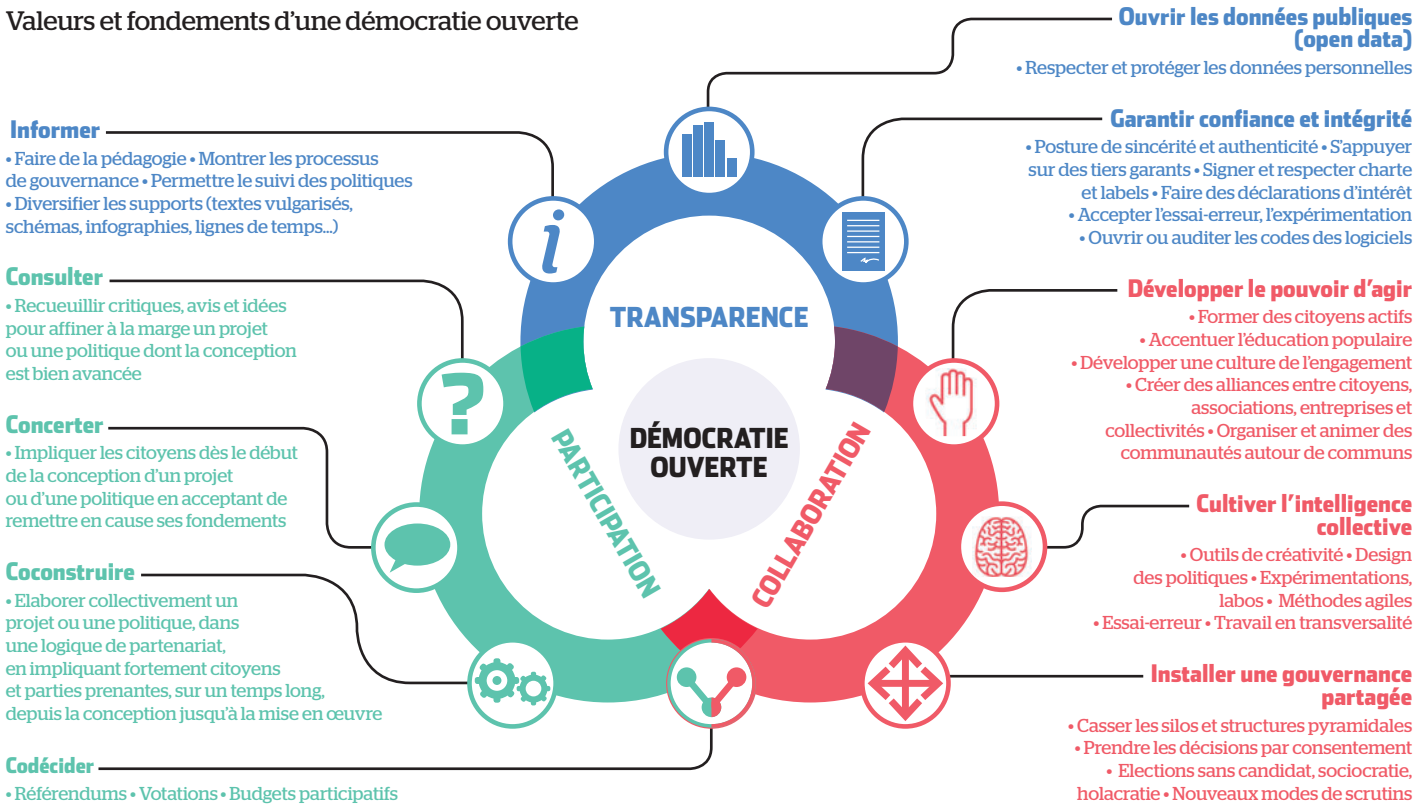 Valeurs et fondements d'une démocratie ouverte
Informer
• Faire de la pédagogie • Montrer les processus
de gouvernance • Permettre le suivi des politiques
• Diversifier les supports (textes vulgarisés,
schémas, infographies, lignes de temps...)
Consulter
• Recueuillir critiques, avis et idées
pour affiner à la marge un projet
ou une politique dont la conception
est bien avancée
Concerter
• Impliquer les citoyens dès le début
de la conception d'un projet
ou d'une politique en acceptant de
remettre en cause ses fondements
Coconstruire
• Elaborer collectivement un
projet ou une politique, dans
une logique de partenariat,
en impliquant fortement citoyens
et parties prenantes, sur un temps long,
depuis la conception jusqu'à la mise en œuvre
Codécider
• Référendums • Votations • Budgets participatifs
i
TRANSPARENCE
?
DÉMOCRATIE
OUVERTE
PARTICIPATION
COLLABORATION
Ouvrir les données publiques
(open data)
• Respecter et protéger les données personnelles
Garantir confiance et intégrité
• Posture de sincérité et authenticité • S'appuyer
sur des tiers garants • Signer et respecter charte
et labels • Faire des déclarations d'intérêt
• Accepter l'essai-erreur, l'expérimentation
• Ouvrir ou auditer les codes des logiciels
Développer le pouvoir d'agir
• Former des citoyens actifs
• Accentuer l'éducation populaire
• Développer une culture de l'engagement
• Créer des alliances entre citoyens,
associations, entreprises et
collectivités • Organiser et animer des
communautés autour de communs
Cultiver l'intelligence
collective
• Outils de créativité • Design
des politiques • Expérimentations,
labos • Méthodes agiles
• Essai-erreur • Travail en transversalité
Installer une gouvernance
partagée
• Casser les silos et structures pyramidales
• Prendre les décisions par consentement
• Elections sans candidat, sociocratie,
holacratie • Nouveaux modes de scrutins